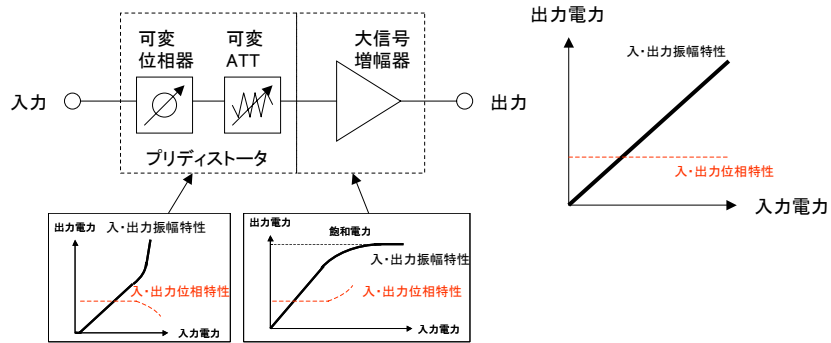 可変
位相器
可変
ATT
大信号
増幅器
入力
出力
プリディストータ
出力電力
入・出力振幅特性
入・出力位相特性
入力電力
出力電力
入・出力振幅特性
入・出力位相特性
入力電力
出力電力
飽和電力
入・出力振幅特性
入・出力位相特性
入力電力